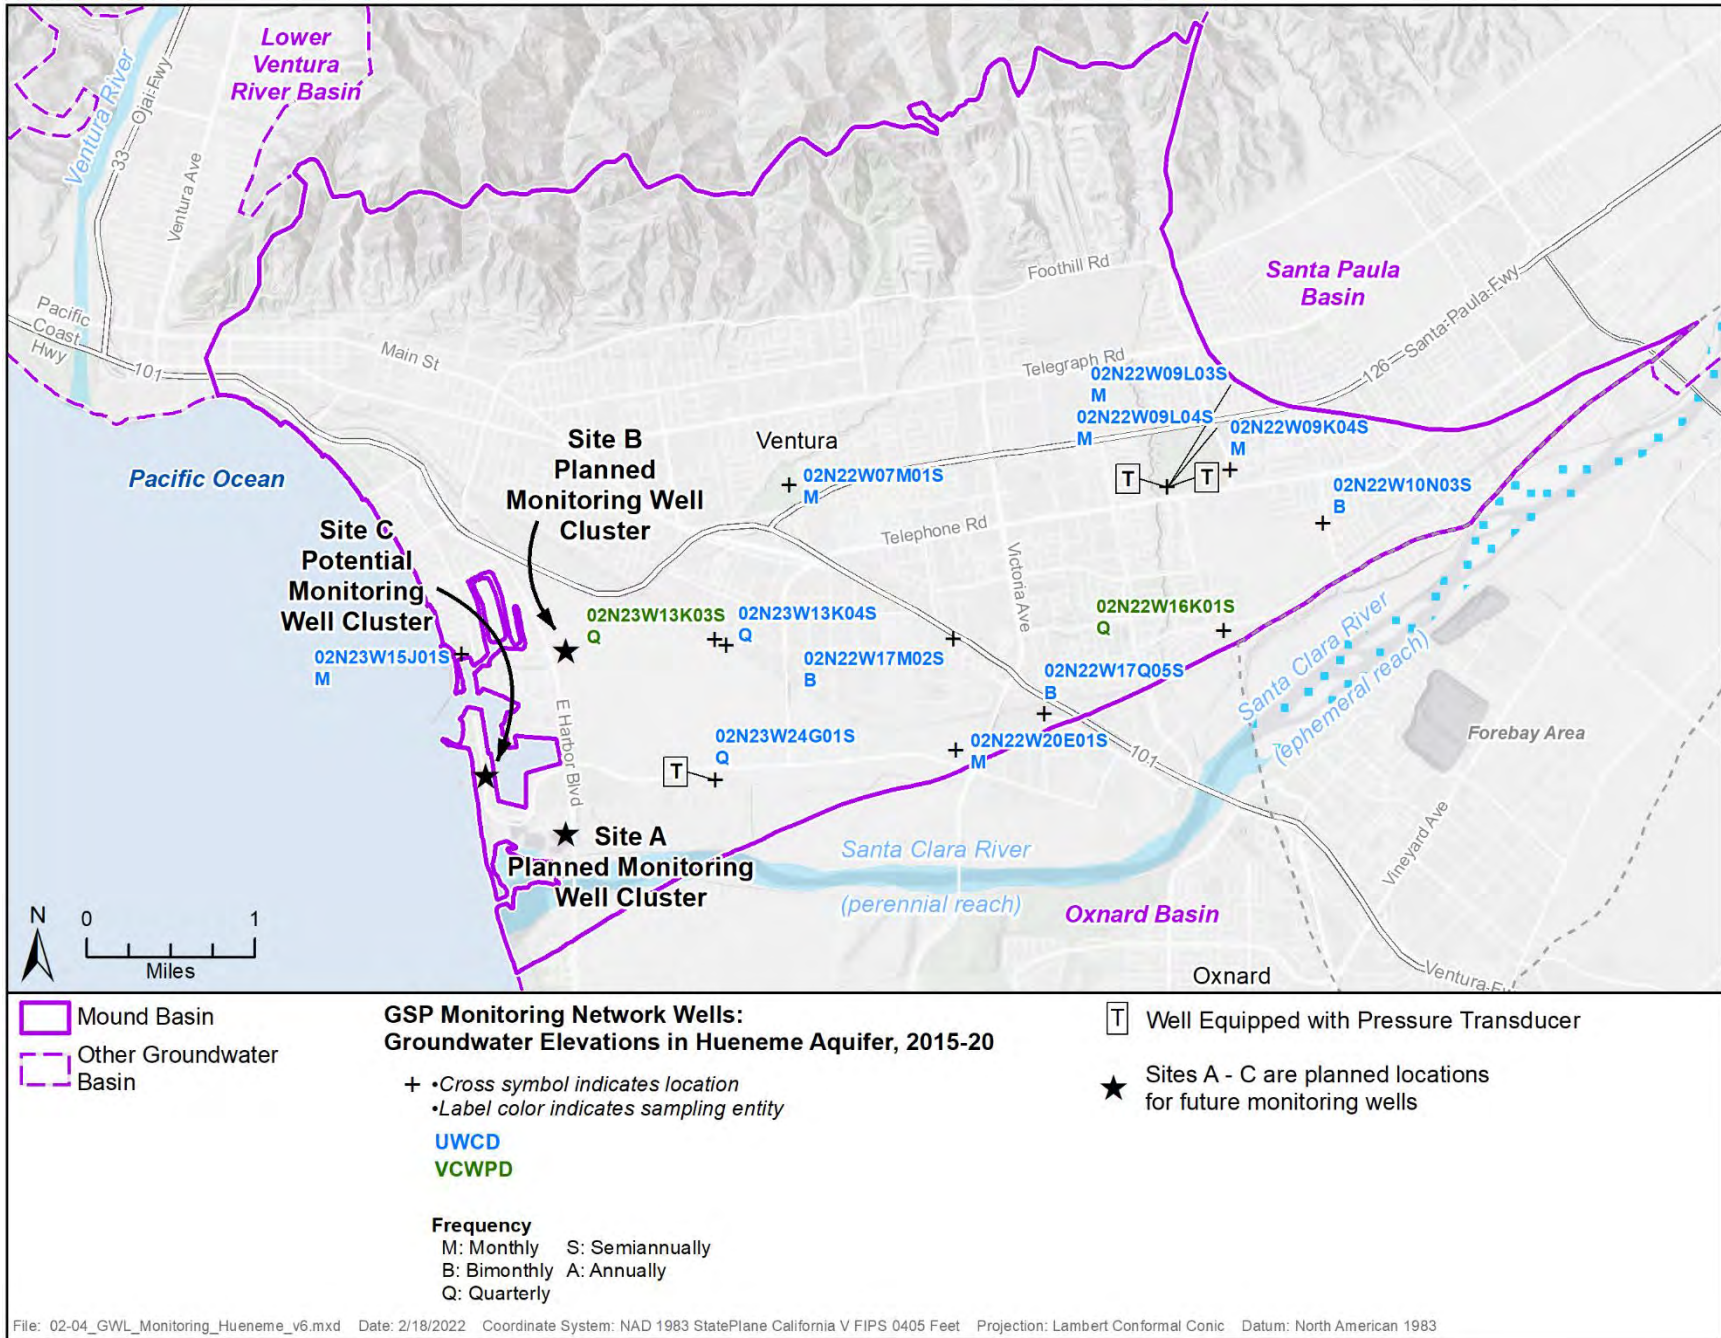 Lower
Ventura
River Basin
Ventura River
Ojai-Fwy
33
Ventura Ave
Foothill Rd
Santa Paula
Basin
Pacific
Coast
Hwy
101
Main St
Telegraph Rd
126
Santa-Paula-Fwy
02N22W09L03S
M
02N22W09L04S
M
02N22W09K04S
M
Pacific Ocean
Site B
Planned
Monitoring Well
Cluster
Ventura
02N22W07M01S
M
T
T
02N22W10N03S
B
Telephone Rd
Victoria Ave
Site C
Potential
Monitoring
Well Cluster
02N23W13K03S
Q
02N23W13K04S
Q
02N22W16K01S
Q
02N23W15J01S
M
02N22W17M02S
B
02N22W17Q05S
B
Santa Clara River
(ephemeral reach)
E Harbor Blvd
02N23W24G01S
Q
T
02N22W20E01S
M
101
Forebay Area
Site A
Planned Monitoring
Well Cluster
Santa Clara River
(perennial reach)
Vineyard Ave
Oxnard Basin
Oxnard
N
0 1
Miles
Mound Basin
Other Groundwater
Basin
GSP Monitoring Network Wells:
Groundwater Elevations in Hueneme Aquifer, 2015-20
•Cross symbol indicates location
•Label color indicates sampling entity
UWCD
VCWPD
Frequency
M: Monthly S: Semiannually
B: Bimonthly A: Annually
Q: Quarterly
T Well Equipped with Pressure Transducer
Sites A - C are planned locations
for future monitoring wells
File: 02-04_GWL_Monitoring_Hueneme_v6.mxd Date: 2/18/2022 Coordinate System: NAD 1983 StatePlane California V FIPS 0405 Feet Projection: Lambert Conformal Conic Datum: North American 1983